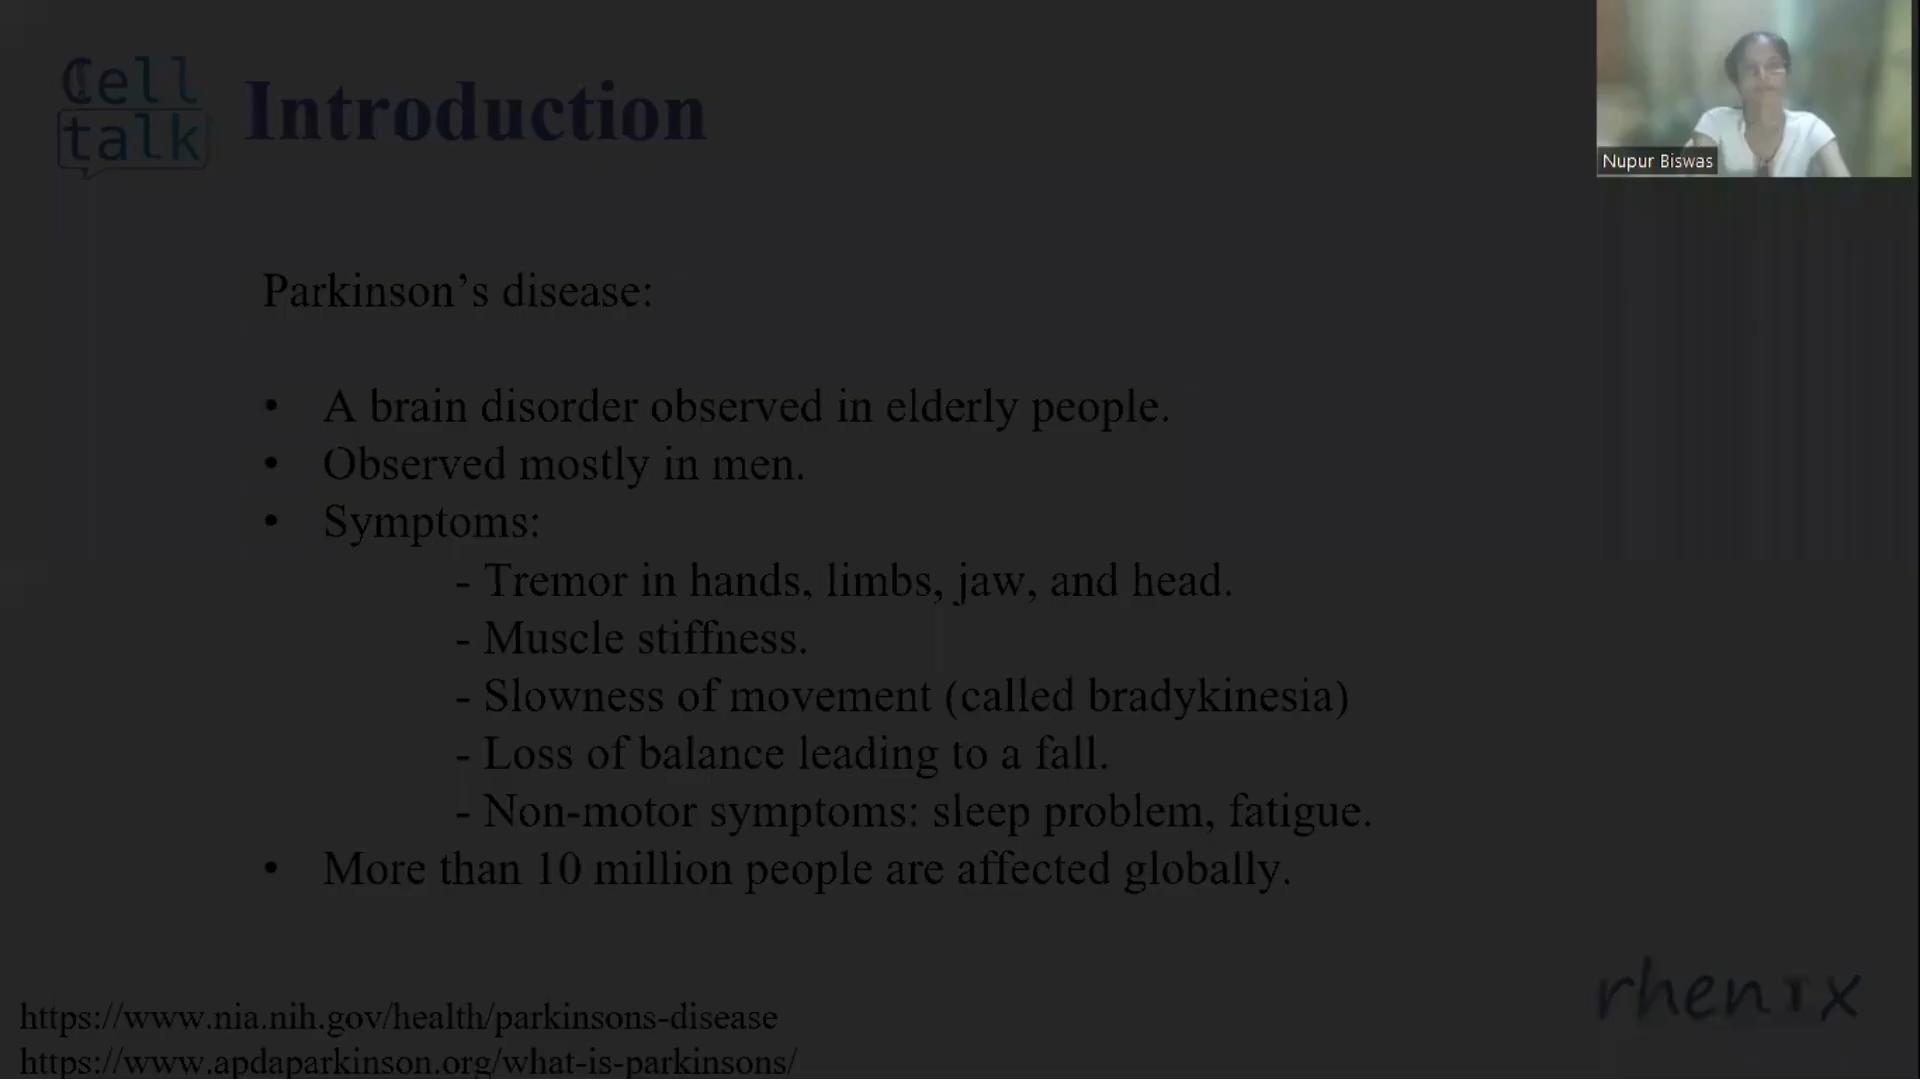 Cell
talk
Introduction
Nupur Biswas
Parkinson’s disease:
• A brain disorder observed in elderly people.
• Observed mostly in men.
• Symptoms:
- Tremor in hands, limbs, jaw, and head.
- Muscle stiffness.
- Slowness of movement (called bradykinesia)
- Loss of balance leading to a fall.
- Non-motor symptoms: sleep problem, fatigue.
• More than 10 million people are affected globally.
rhenix
https://www.nia.nih.gov/health/parkinsons-disease
https://www.apdaparkinson.org/what-is-parkinsons/